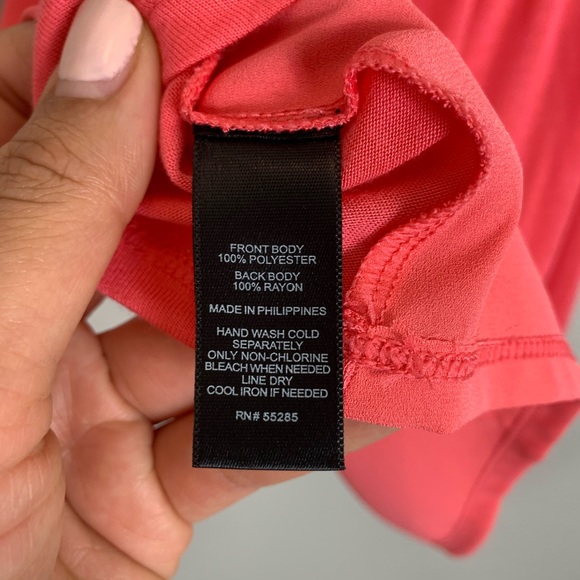 FRONT BODY
100% POLYESTER
BACK BODY
100% RAYON
MADE IN PHILIPPINES
HAND WASH COLD
SEPARATELY
ONLY NON-CHLORINE
BLEACH WHEN NEEDED
LINE DRY
COOL IRON IF NEEDED
RN# 55285